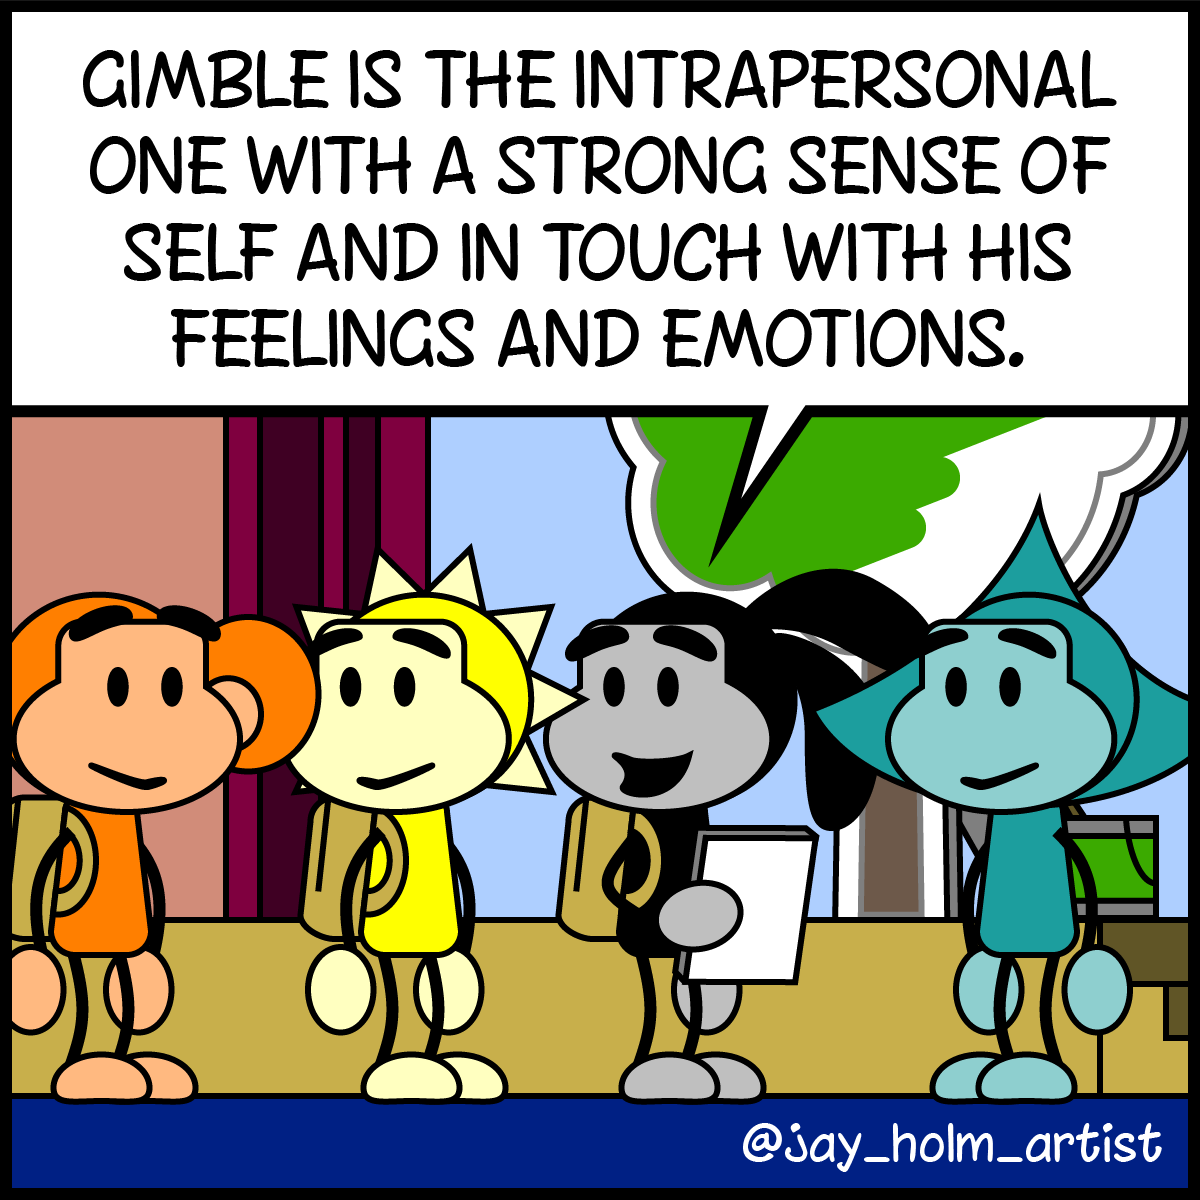 GIMBLE IS THE INTRAPERSONAL
ONE WITH A STRONG SENSE OF
SELF AND IN TOUCH WITH HIS
FEELINGS AND EMOTIONS.
@jay_holm_artist